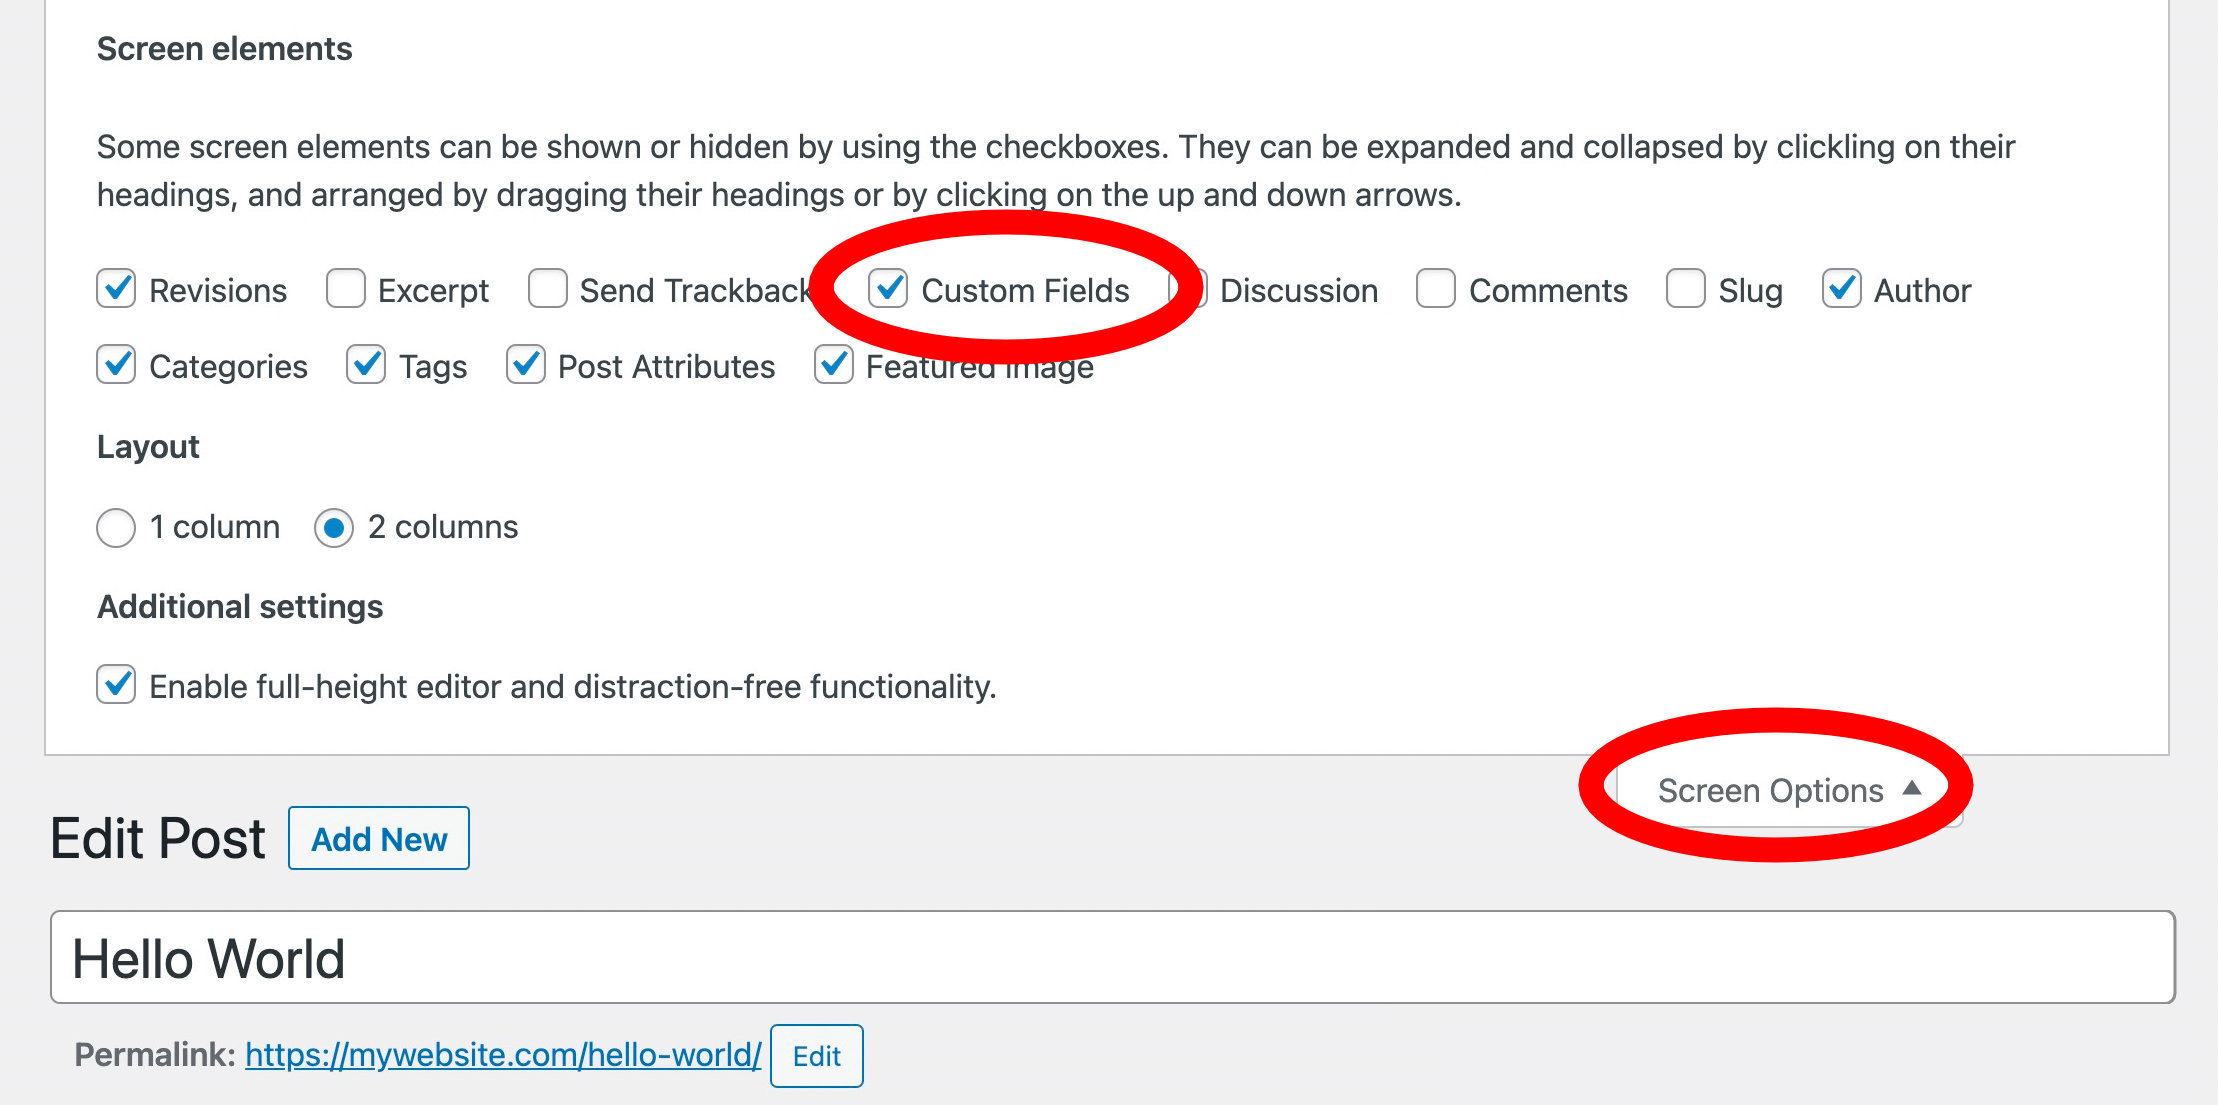 Screen elements
Some screen elements can be shown or hidden by using the checkboxes. They can be expanded and collapsed by clickling on their
headings, and arranged by dragging their headings or by clicking on the up and down arrows.
Revisions Excerpt Send Trackback Custom Fields Discussion Comments Slug Author
Categories Tags Post Attributes Featured Image
Layout
1 column 2 columns
Additional settings
Enable full-height editor and distraction-free functionality.
Screen Options
Edit Post Add New
Hello World
Permalink: https://mywebsite.com/hello-world/ Edit